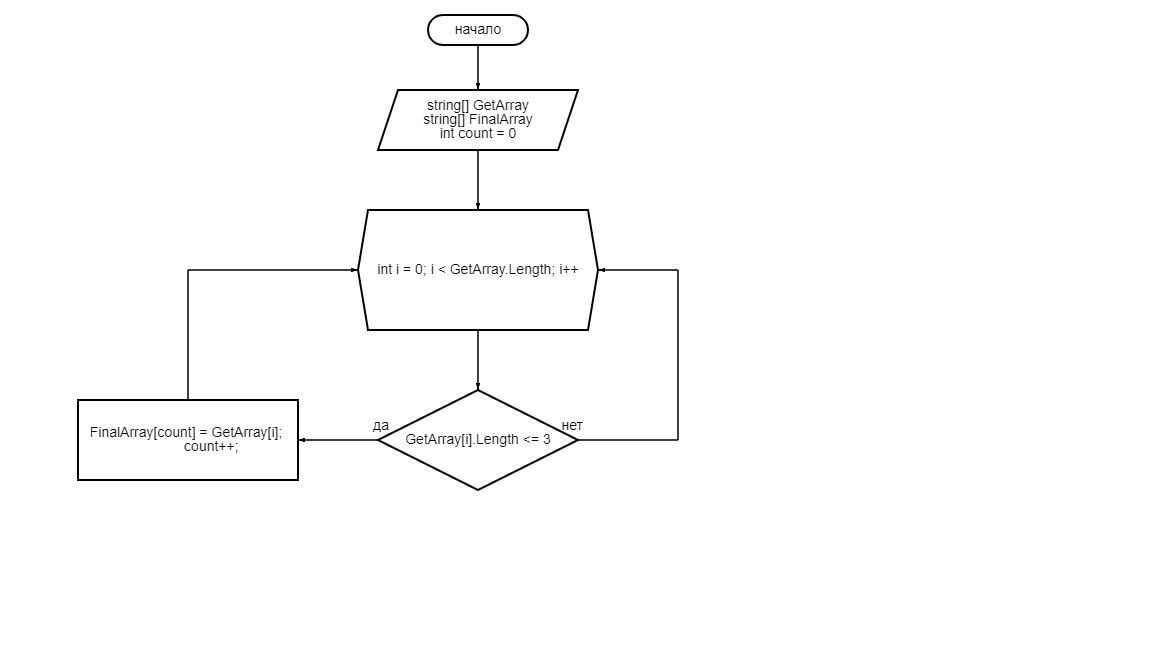 начало
string[] GetArray
string[] FinalArray
int count = 0
int i = 0; i < GetArray.Length; i++
да
нет
GetArray[i].Length <= 3
FinalArray[count] = GetArray[i];
count++;